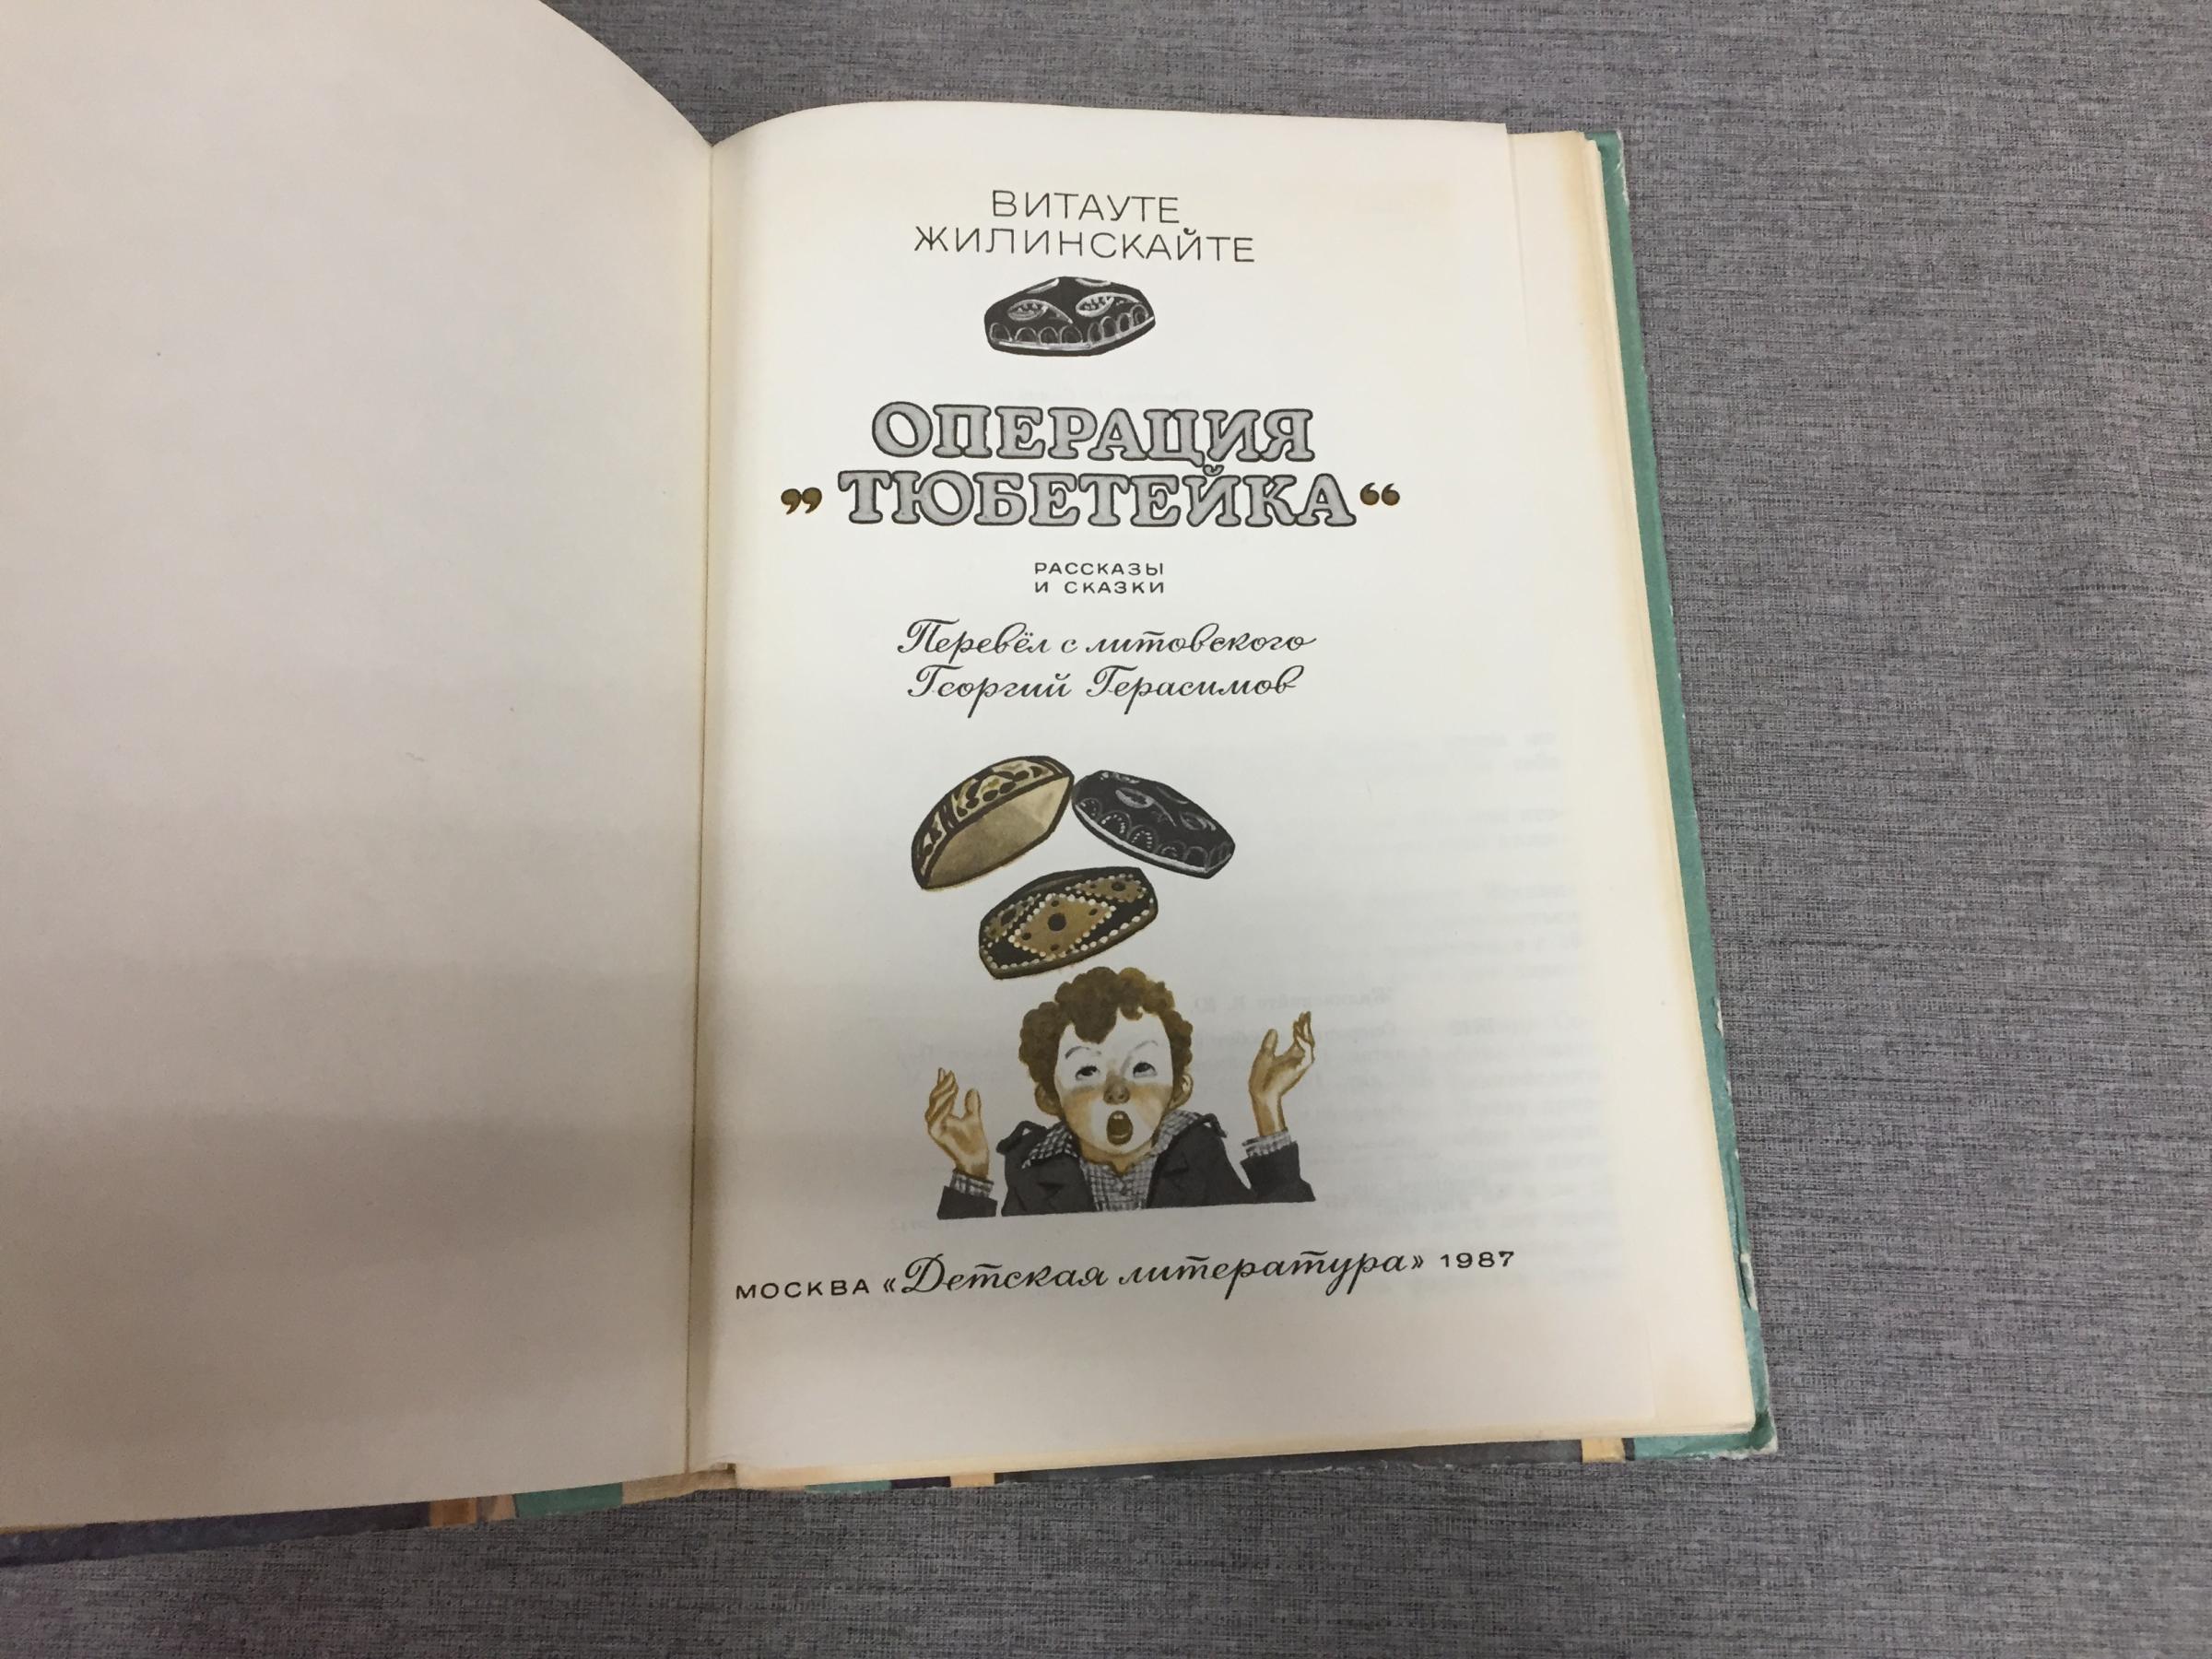 ВИТАУТЕ
ЖИЛИНСКАЙТЕ
ОПЕРАЦИЯ
„ТЮБЕТЕЙКА“
РАССКАЗЫ
И СКАЗКИ
Перевёл с литовского
Георгий Герасимов
МОСКВА «Детская литература» 1987